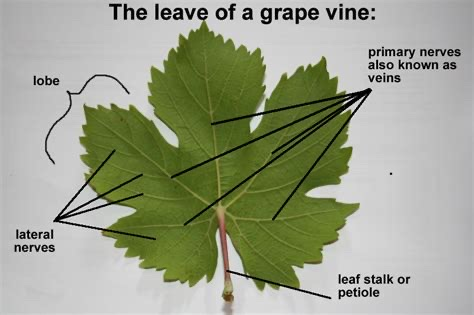 The leave of a grape vine:
primary nerves
also known as
veins
lobe
lateral
nerves
leaf stalk or
petiole